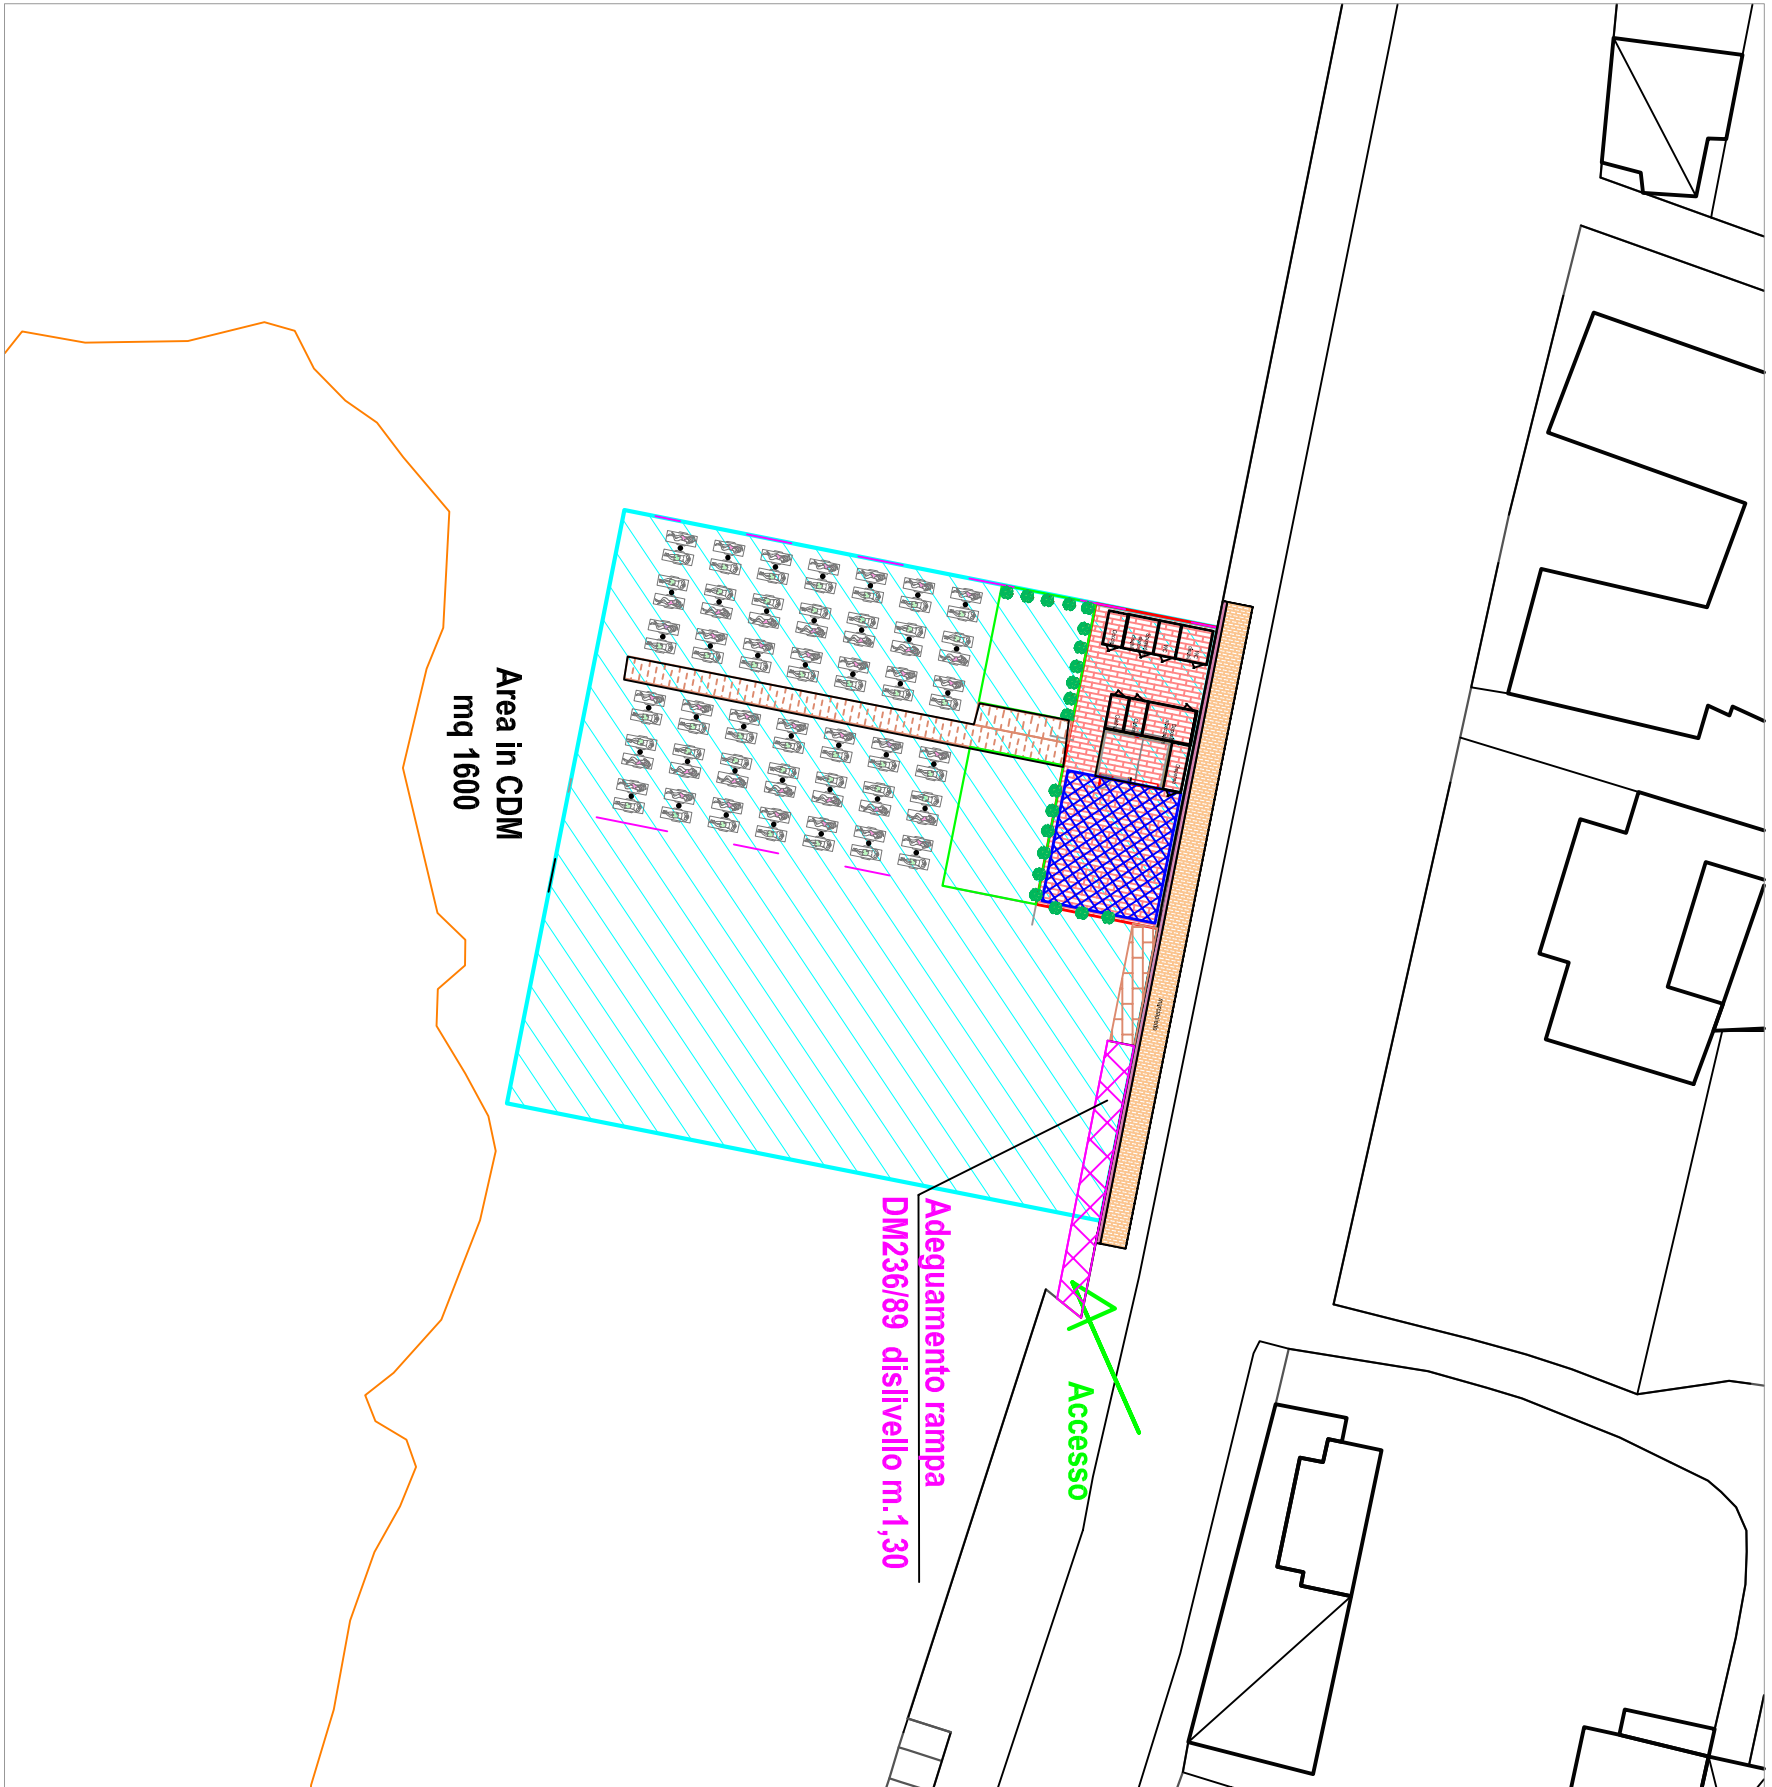 Area in CDM
mq 1600
Adeguamento rampa
DM236/89 dislivello m.1,30
Accesso